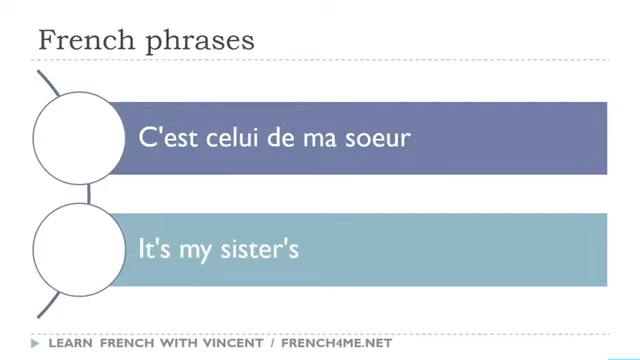 French phrases
C'est celui de ma soeur
It's my sister's
LEARN FRENCH WITH VINCENT / FRENCH4ME.NET